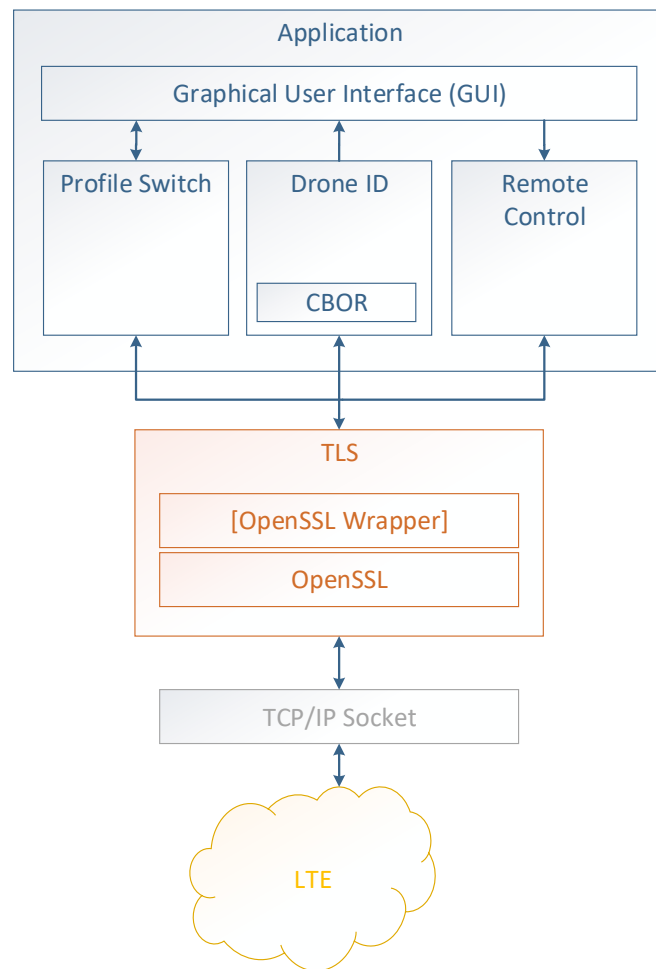 Application
Graphical User Interface (GUI)
Profile Switch
Drone ID
Remote
Control
CBOR
TLS
[OpenSSL Wrapper]
OpenSSL
TCP/IP Socket
LTE